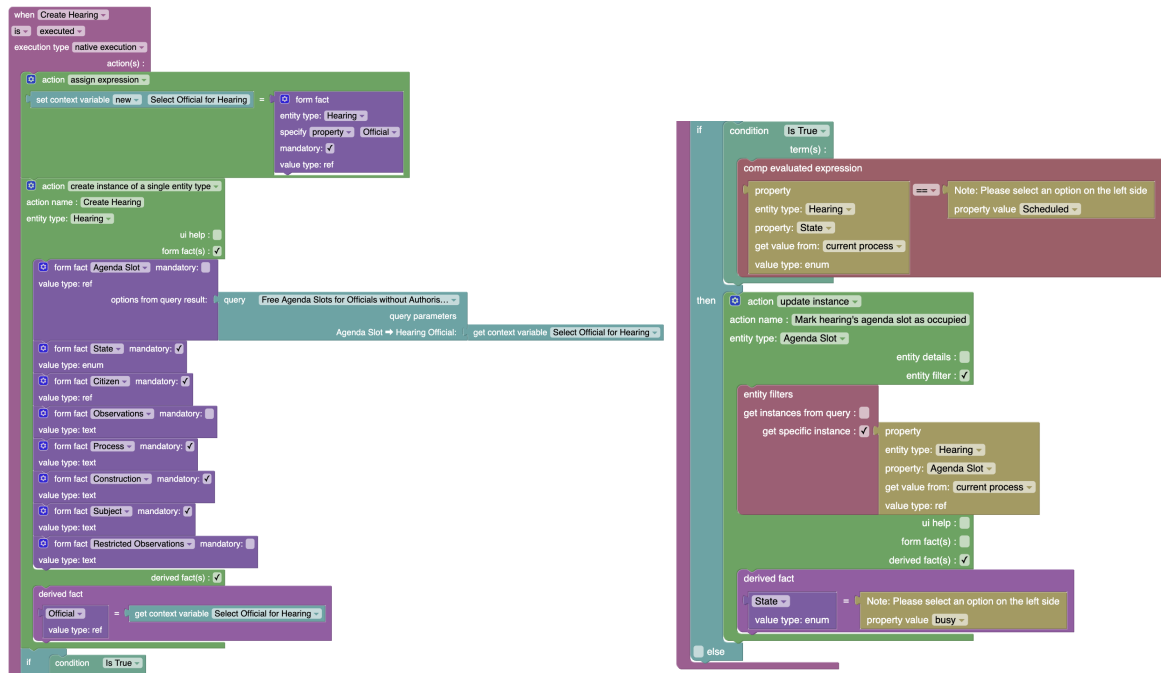 when Create Hearing
is executed
execution type native execution
action(s) :
action assign expression
set context variable new Select Official for Hearing = form fact
entity type: Hearing
specify property Official
mandatory:
value type: ref
action create instance of a single entity type
action name : Create Hearing
entity type: Hearing
ui help :
form fact(s) :
form fact Agenda Slot mandatory:
value type: ref
options from query result: query Free Agenda Slots for Officials without Authoris...
query parameters
Agenda Slot ➡ Hearing Official: get context variable Select Official for Hearing
form fact State mandatory:
value type: enum
form fact Citizen mandatory:
value type: ref
form fact Observations mandatory:
value type: text
form fact Process mandatory:
value type: text
form fact Construction mandatory:
value type: text
form fact Subject mandatory:
value type: text
form fact Restricted Observations mandatory:
value type: text
derived fact(s) :
derived fact
Official = get context variable Select Official for Hearing
value type: ref
if condition Is True
if condition Is True
term(s) :
comp evaluated expression
property == Note: Please select an option on the left side
entity type: Hearing property value Scheduled
property: State
get value from: current process
value type: enum
then action update instance
action name : Mark hearing's agenda slot as occupied
entity type: Agenda Slot
entity details :
entity filter :
entity filters
get instances from query :
get specific instance : property
entity type: Hearing
property: Agenda Slot
get value from: current process
value type: ref
ui help :
form fact(s) :
derived fact(s) :
derived fact
State = Note: Please select an option on the left side
value type: enum property value busy
else